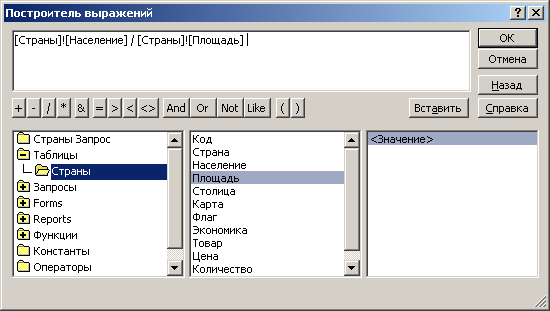 Построитель выражений
[Страны]![Население] / [Страны]![Площадь]
ОК
Отмена
Назад
+ - / * & = > < <> And Or Not Like ( ) Вставить Справка
Страны Запрос
Таблицы
Страны
Запросы
Forms
Reports
Функции
Константы
Операторы
Код
Страна
Население
Площадь
Столица
Карта
Флаг
Экономика
Товар
Цена
Количество
<Значение>